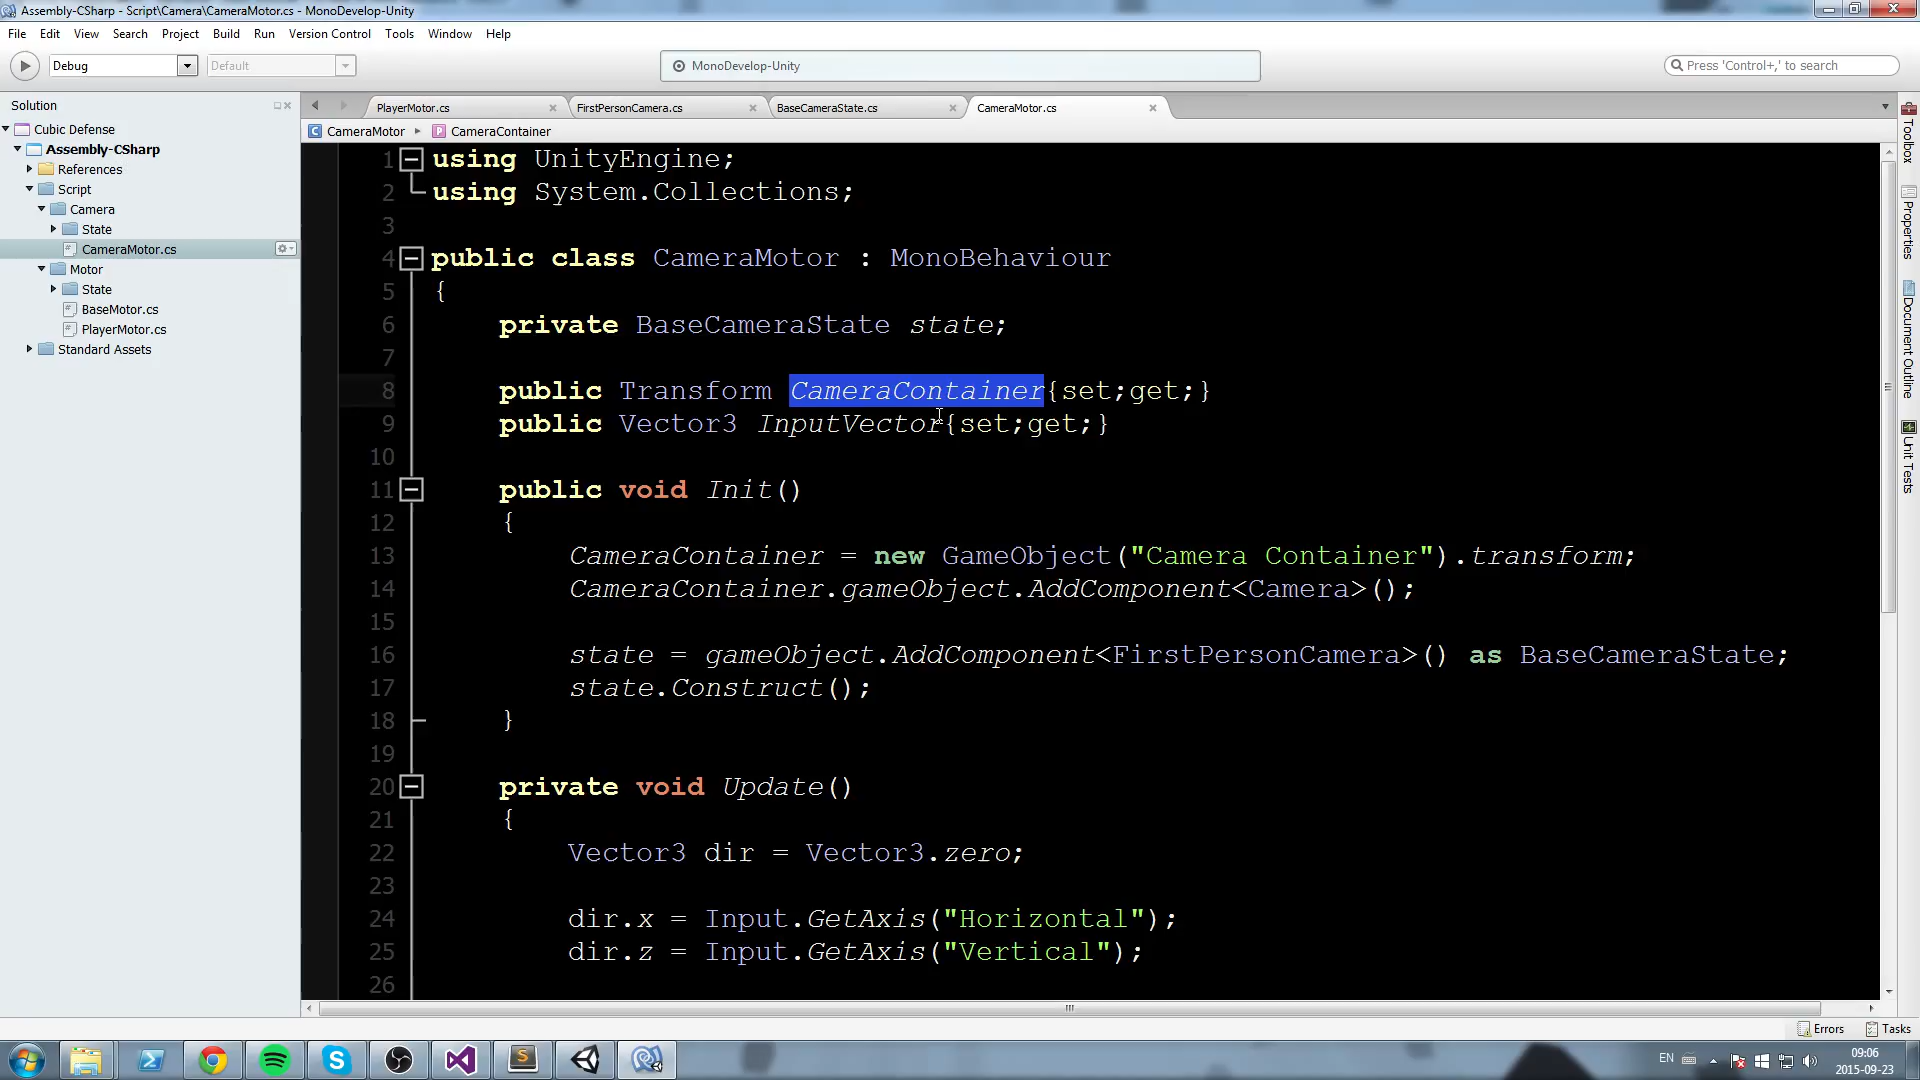 Assembly-CSharp - Script\Camera\CameraMotor.cs - MonoDevelop-Unity
File Edit View Search Project Build Run Version Control Tools Window Help
Debug Default MonoDevelop-Unity Press 'Control+,' to search
Solution
Cubic Defense
Assembly-CSharp
References
Script
Camera
State
CameraMotor.cs
Motor
State
BaseMotor.cs
PlayerMotor.cs
Standard Assets
PlayerMotor.cs FirstPersonCamera.cs BaseCameraState.cs CameraMotor.cs
CameraMotor CameraContainer
1 using UnityEngine;
2 using System.Collections;
3
4 public class CameraMotor : MonoBehaviour
5 {
6 private BaseCameraState state;
7
8 public Transform CameraContainer{set;get;}
9 public Vector3 InputVector{set;get;}
10
11 public void Init()
12 {
13 CameraContainer = new GameObject("Camera Container").transform;
14 CameraContainer.gameObject.AddComponent<Camera>();
15
16 state = gameObject.AddComponent<FirstPersonCamera>() as BaseCameraState;
17 state.Construct();
18 }
19
20 private void Update()
21 {
22 Vector3 dir = Vector3.zero;
23
24 dir.x = Input.GetAxis("Horizontal");
25 dir.z = Input.GetAxis("Vertical");
26
Toolbox
Properties
Document Outline
Unit Tests
Errors Tasks
EN
09:06
2015-09-23